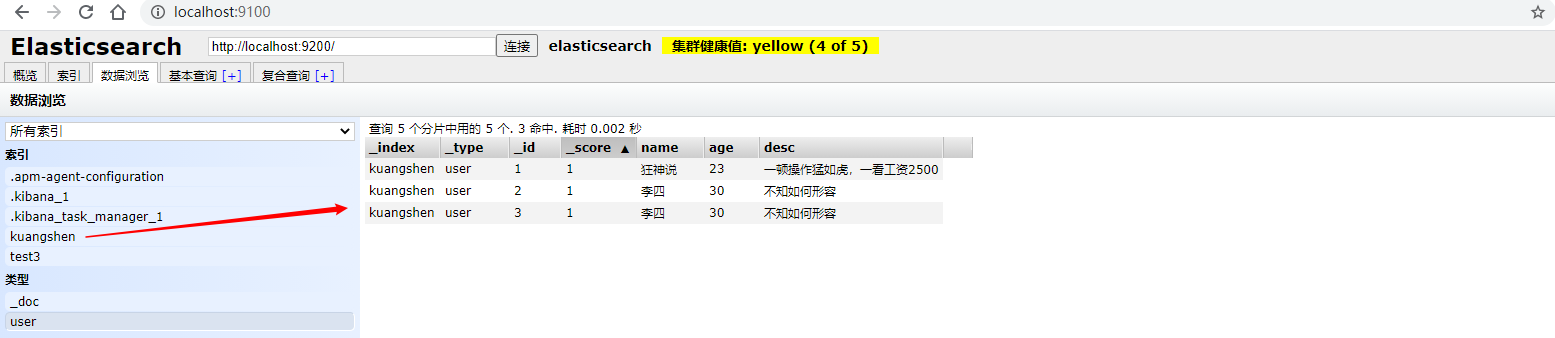 localhost:9100
Elasticsearch http://localhost:9200/ 连接 elasticsearch 集群健康值: yellow (4 of 5)
概览 索引 数据浏览 基本查询 [+] 复合查询 [+]
数据浏览
所有索引
索引
.apm-agent-configuration
.kibana_1
.kibana_task_manager_1
kuangshen
test3
类型
_doc
user
查询 5 个分片中用的 5 个. 3 命中. 耗时 0.002 秒
_index _type _id _score ▲ name age desc
kuangshen user 1 1 狂神说 23 一顿操作猛如虎，一看工资2500
kuangshen user 2 1 李四 30 不知如何形容
kuangshen user 3 1 李四 30 不知如何形容